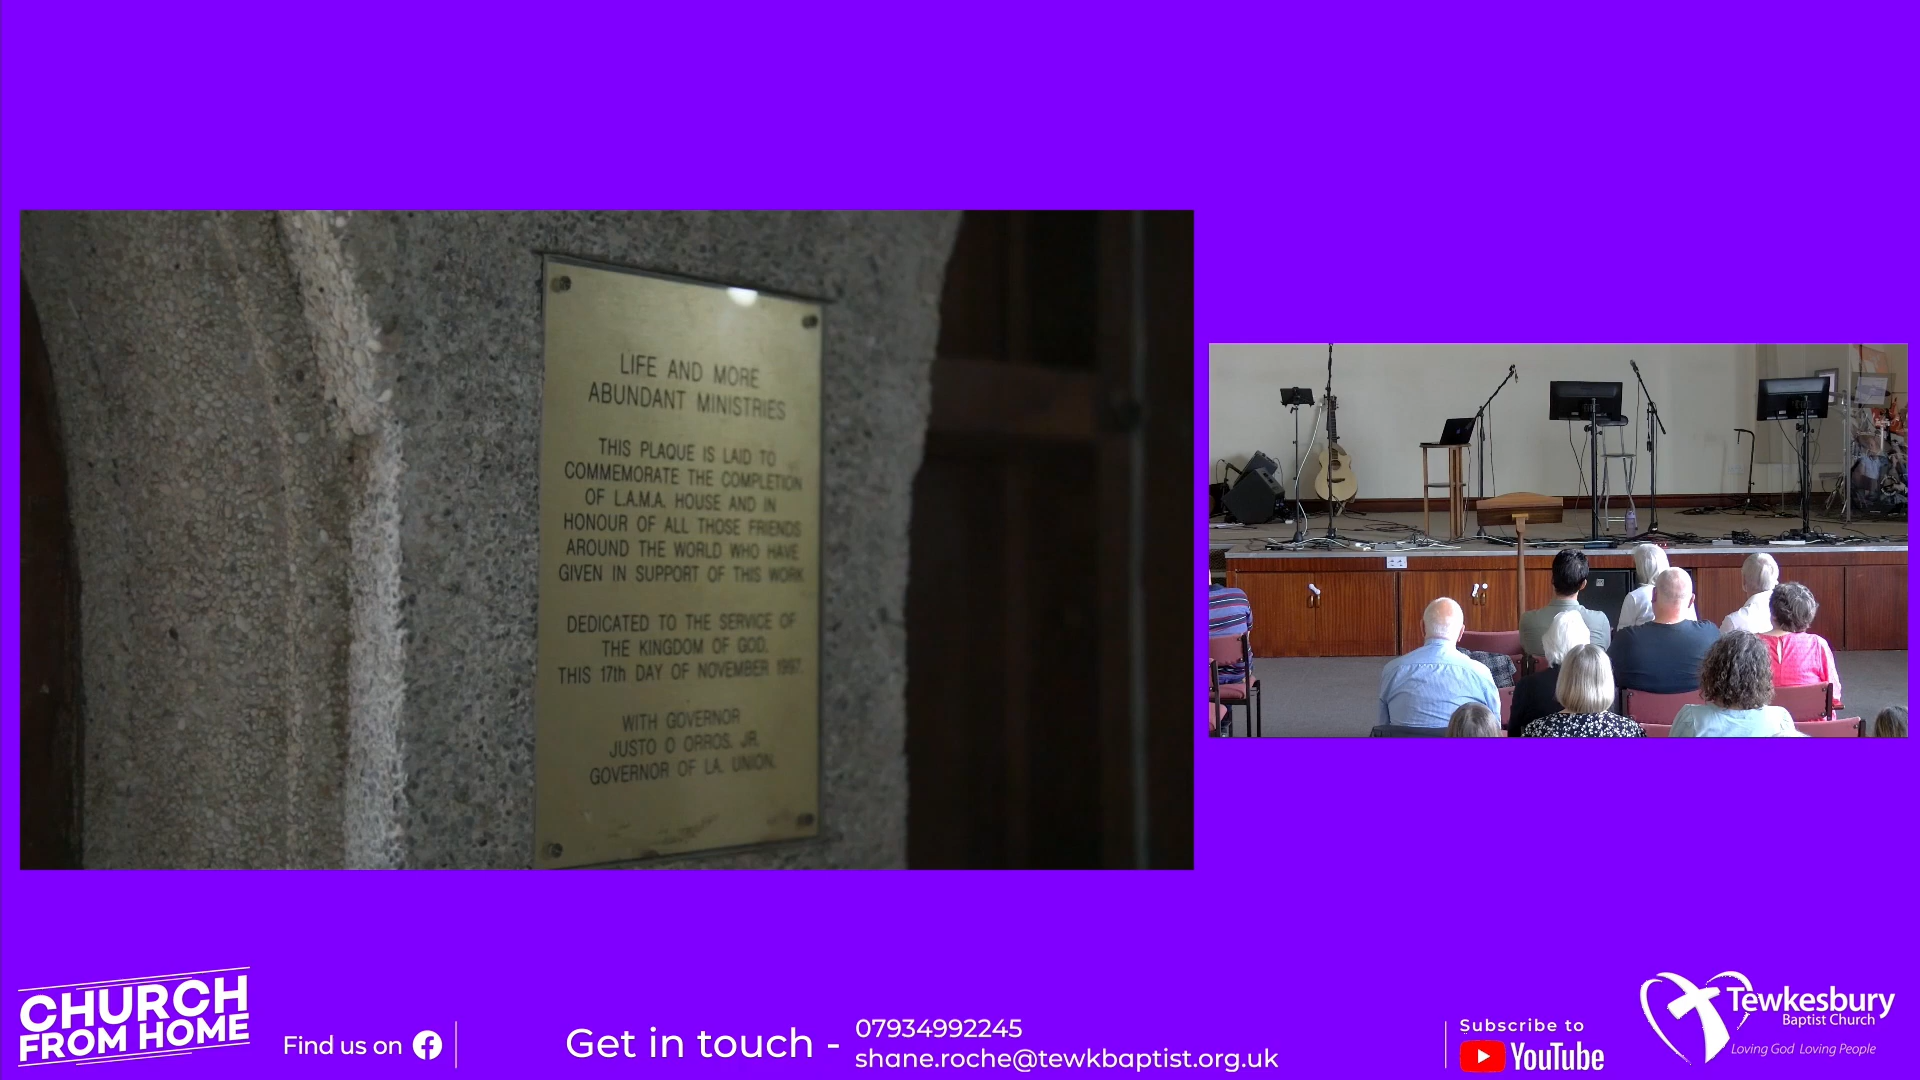 LIFE AND MORE
ABUNDANT MINISTRIES
THIS PLAQUE IS LAID TO
COMMEMORATE THE COMPLETION
OF L.A.M.A. HOUSE AND IN
HONOUR OF ALL THOSE FRIENDS
AROUND THE WORLD WHO HAVE
GIVEN IN SUPPORT OF THIS WORK
DEDICATED TO THE SERVICE OF
THE KINGDOM OF GOD.
THIS 17th DAY OF NOVEMBER 1997.
WITH GOVERNOR
JUSTO O ORROS. JR.
GOVERNOR OF LA. UNION.
CHURCH
FROM HOME
Find us on
Get in touch -
07934992245
shane.roche@tewkbaptist.org.uk
Subscribe to
YouTube
Tewkesbury
Baptist Church
Loving God Loving People